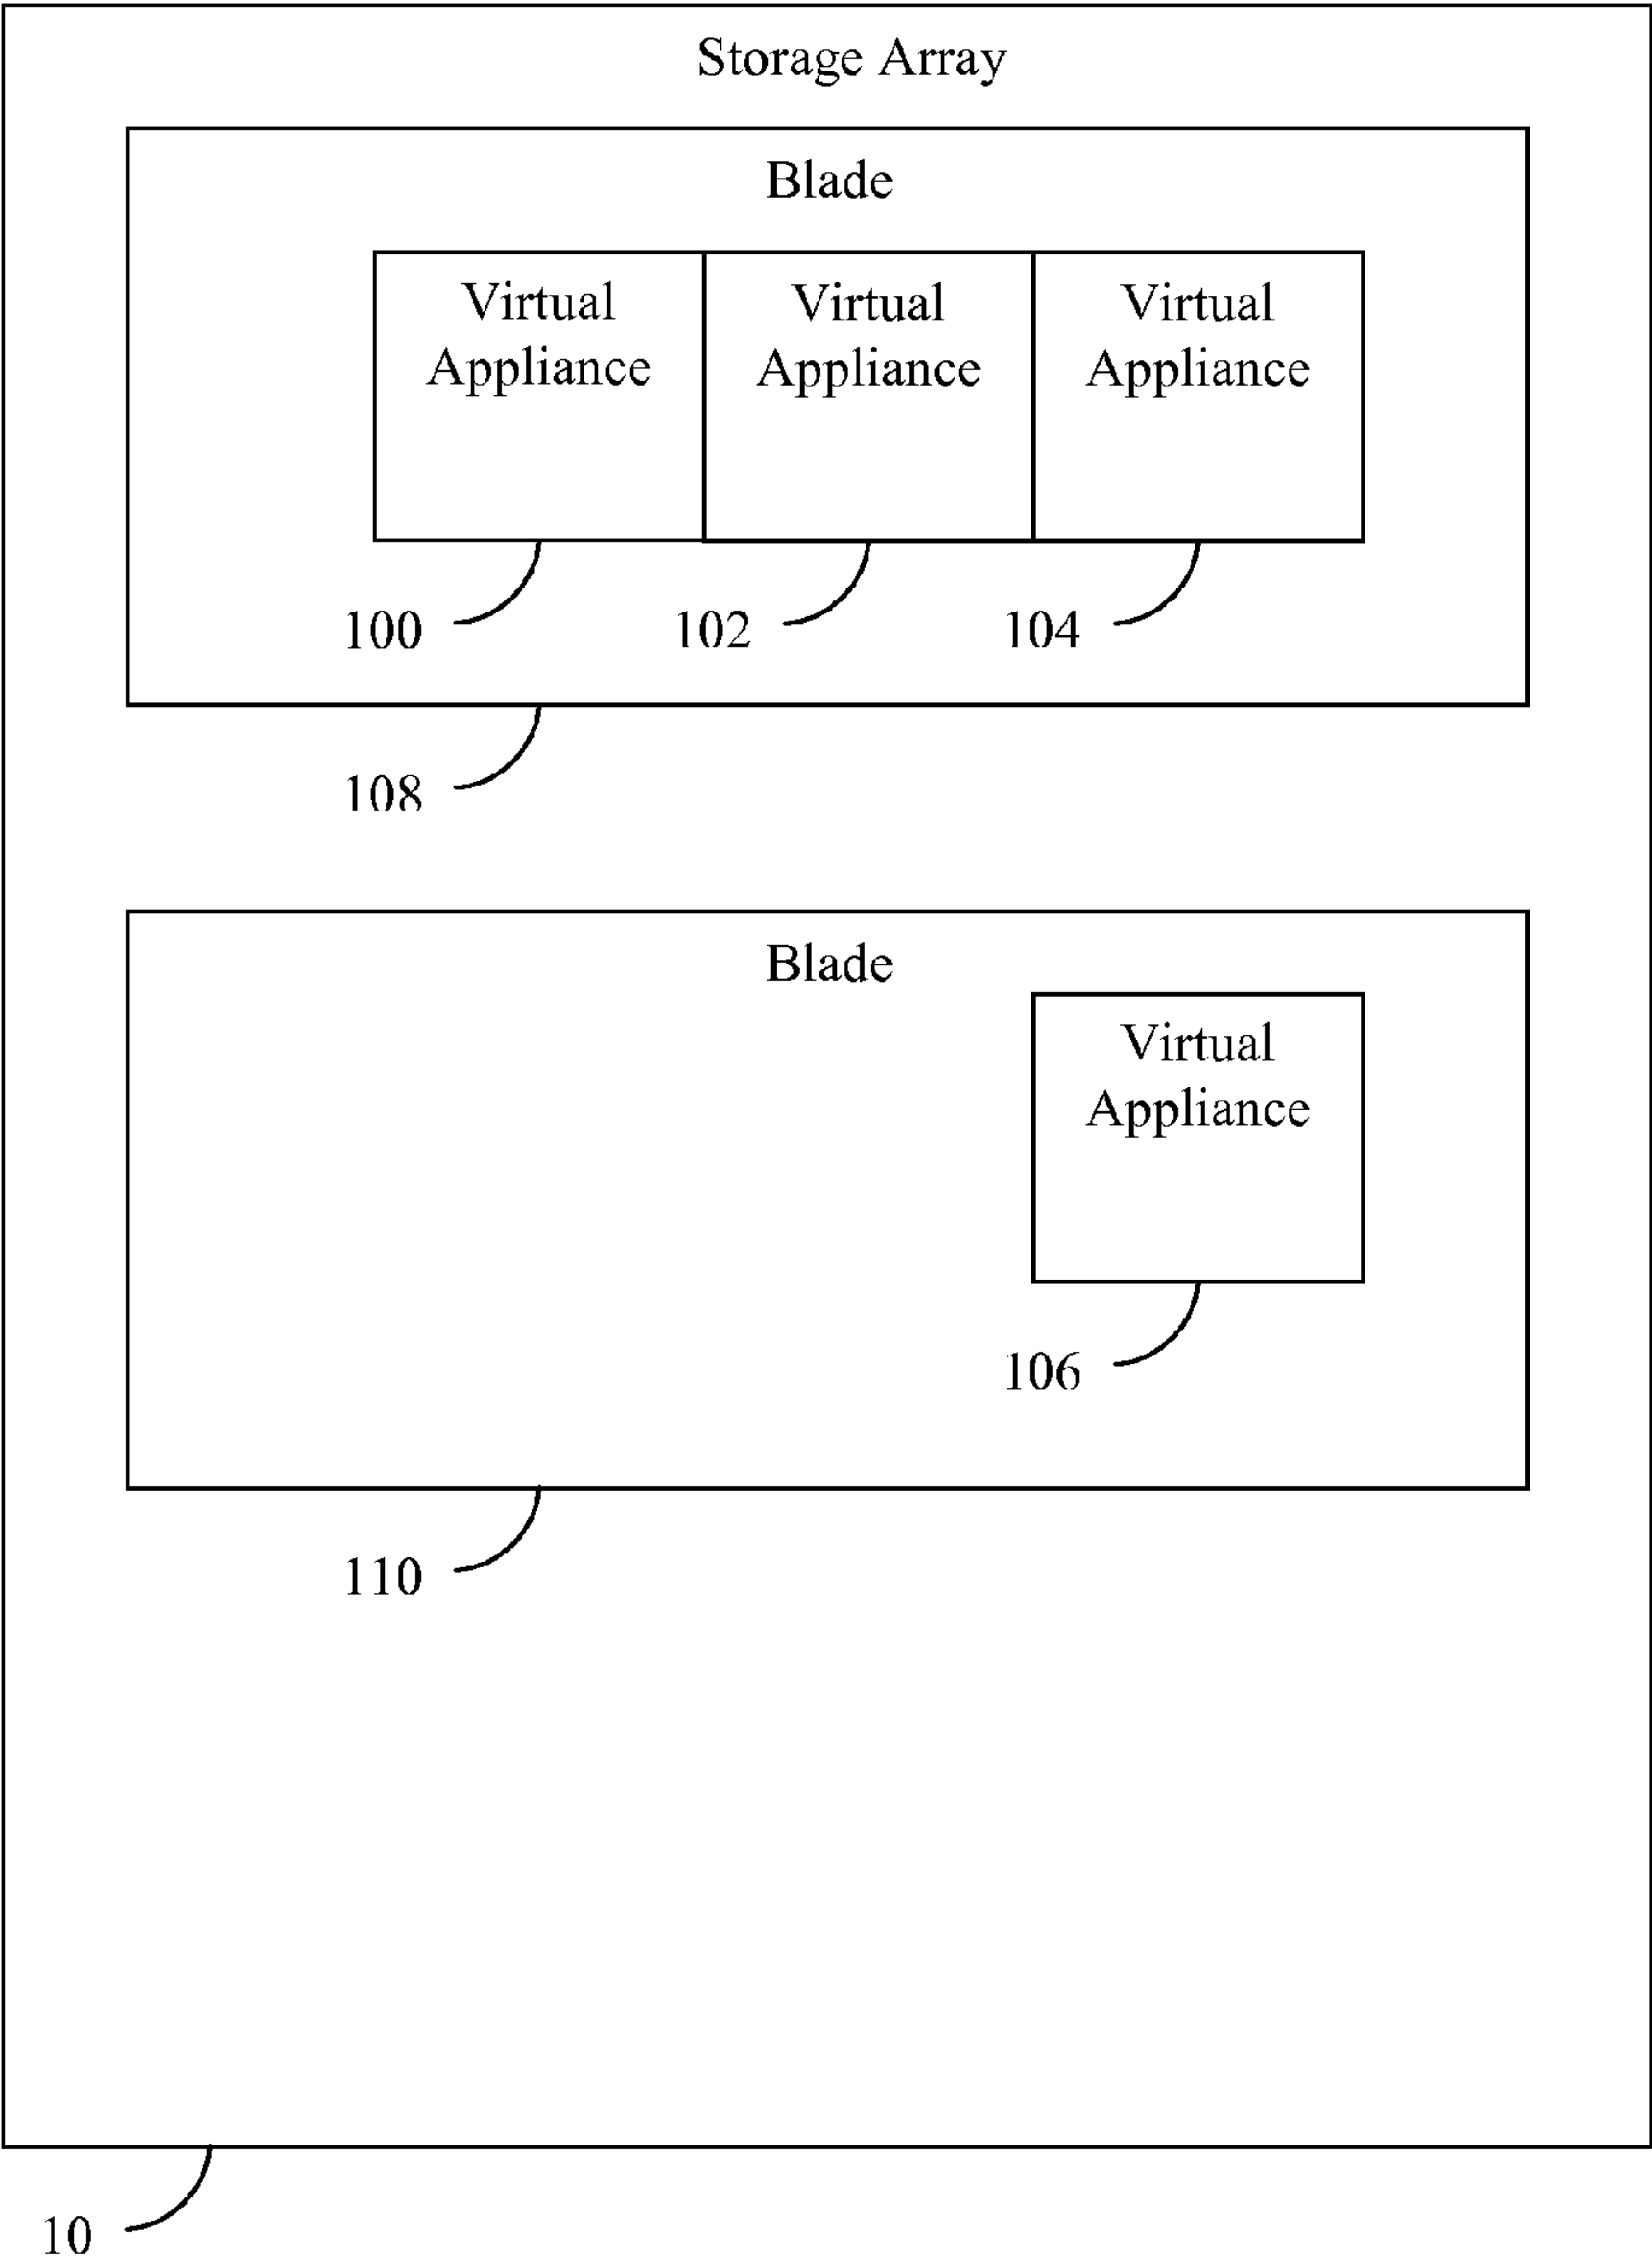 Storage Array
Blade
Virtual Virtual Virtual
Appliance Appliance Appliance
100 102 104
108
Blade
Virtual
Appliance
106
110
10